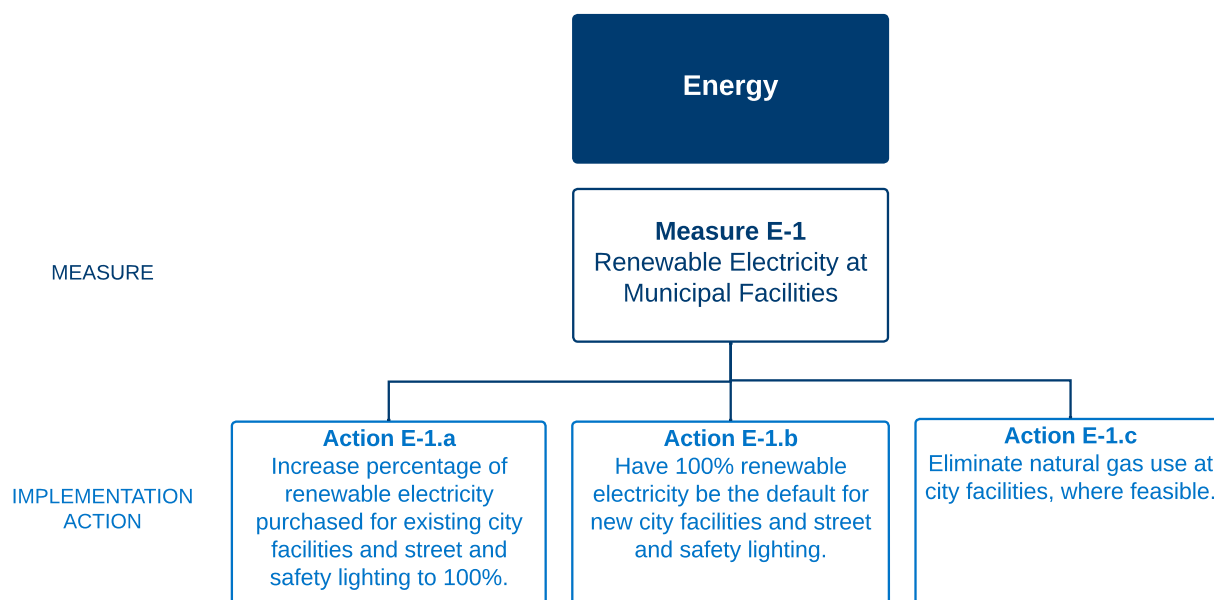 Energy
MEASURE
Measure E-1
Renewable Electricity at
Municipal Facilities
IMPLEMENTATION
ACTION
Action E-1.a
Increase percentage of
renewable electricity
purchased for existing city
facilities and street and
safety lighting to 100%.
Action E-1.b
Have 100% renewable
electricity be the default for
new city facilities and street
and safety lighting.
Action E-1.c
Eliminate natural gas use at
city facilities, where feasible.